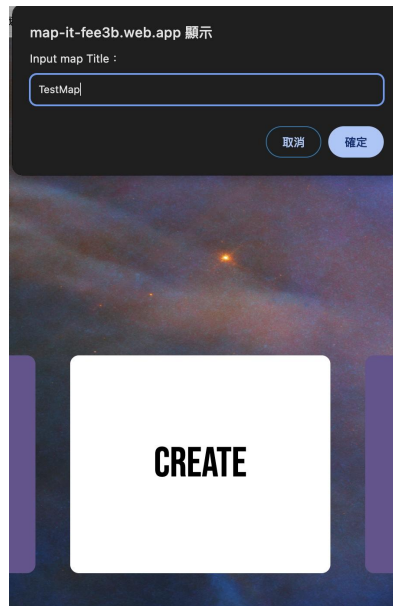 map-it-fee3b.web.app 顯示
Input map Title：
TestMap
取消 確定
CREATE